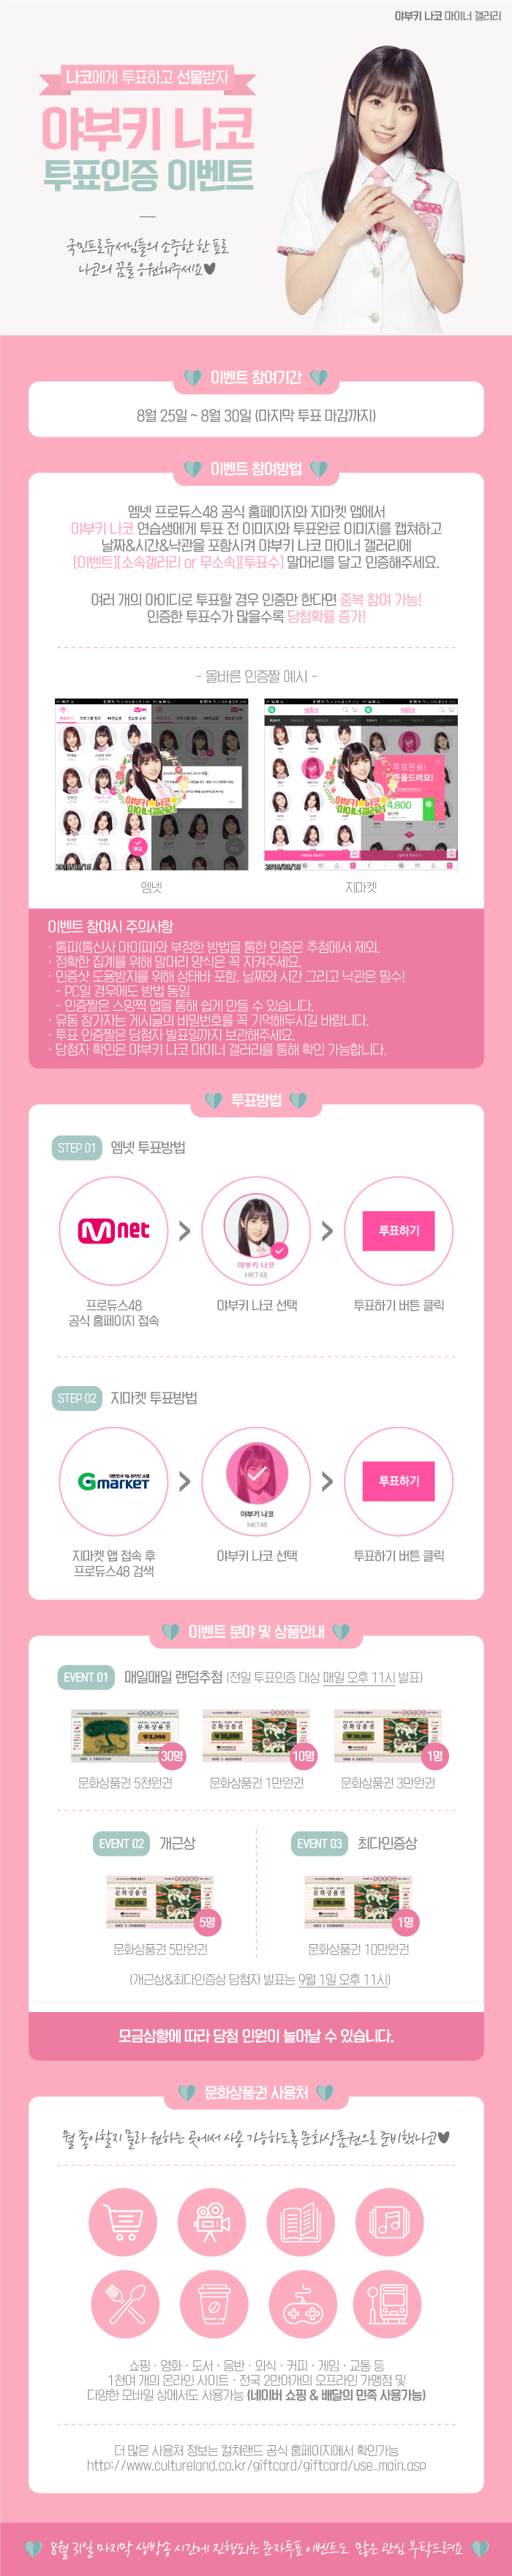 야부키 나코 마이너 갤러리
나코에게 투표하고 선물받자
야부키 나코
투표인증 이벤트
국민프로듀서님들의 소중한 한 표로
나코의 꿈을 응원해주세요♥
이벤트 참여기간
8월 25일 ~ 8월 30일 (마지막 투표 마감까지)
이벤트 참여방법
엠넷 프로듀스48 공식 홈페이지와 지마켓 앱에서
야부키 나코 연습생에게 투표 전 이미지와 투표완료 이미지를 캡쳐하고
날짜&시간&낙관을 포함시켜 야부키 나코 마이너 갤러리에
[이벤트][소속갤러리 or 무소속][투표수] 말머리를 달고 인증해주세요.
여러 개의 아이디로 투표할 경우 인증만 한다면 중복 참여 가능!
인증한 투표수가 많을수록 당첨확률 증가!
- 올바른 인증짤 예시 -
엠넷
지마켓
이벤트 참여시 주의사항
· 통피(통신사 아이피)와 부정한 방법을 통한 인증은 추첨에서 제외.
· 정확한 집계를 위해 말머리 양식은 꼭 지켜주세요.
· 인증샷 도용방지를 위해 상태바 포함, 날짜와 시간 그리고 낙관은 필수!
- PC일 경우에도 방법 동일
- 인증짤은 스밍찍 앱을 통해 쉽게 만들 수 있습니다.
· 유동 참가자는 게시글의 비밀번호를 꼭 기억해두시길 바랍니다.
· 투표 인증짤은 당첨자 발표일까지 보관해주세요.
· 당첨자 확인은 야부키 나코 마이너 갤러리를 통해 확인 가능합니다.
투표방법
STEP 01 엠넷 투표방법
Mnet
야부키 나코
HKT48
투표하기
프로듀스48
공식 홈페이지 접속
야부키 나코 선택
투표하기 버튼 클릭
STEP 02 지마켓 투표방법
Gmarket
야부키 나코
HKT48
투표하기
지마켓 앱 접속 후
프로듀스48 검색
야부키 나코 선택
투표하기 버튼 클릭
이벤트 분야 및 상품안내
EVENT 01 매일매일 랜덤추첨 (전일 투표인증 대상 매일 오후 11시 발표)
30명
10명
1명
문화상품권 5천원권
문화상품권 1만원권
문화상품권 3만원권
EVENT 02 개근상
EVENT 03 최다인증상
문화상품권
₩50,000
5명
문화상품권
₩100,000
1명
문화상품권 5만원권
문화상품권 10만원권
(개근상&최다인증상 당첨자 발표는 9월 1일 오후 11시)
모금상황에 따라 당첨 인원이 늘어날 수 있습니다.
문화상품권 사용처
뭘 좋아할지 몰라 원하는 곳에서 사용 가능하도록 문화상품권으로 준비했나코♥
쇼핑 · 영화 · 도서 · 음반 · 외식 · 커피 · 게임 · 교통 등
1천여 개의 온라인 사이트 · 전국 2만여개의 오프라인 가맹점 및
다양한 모바일 상에서도 사용가능 (네이버 쇼핑 & 배달의 민족 사용가능)
더 많은 사용처 정보는 컬쳐랜드 공식 홈페이지에서 확인가능
http://www.cultureland.co.kr/giftcard/giftcard/use_main.asp
8월 31일 마지막 생방송 시간에 진행되는 문자투표 이벤트도 많은 관심 부탁드려요